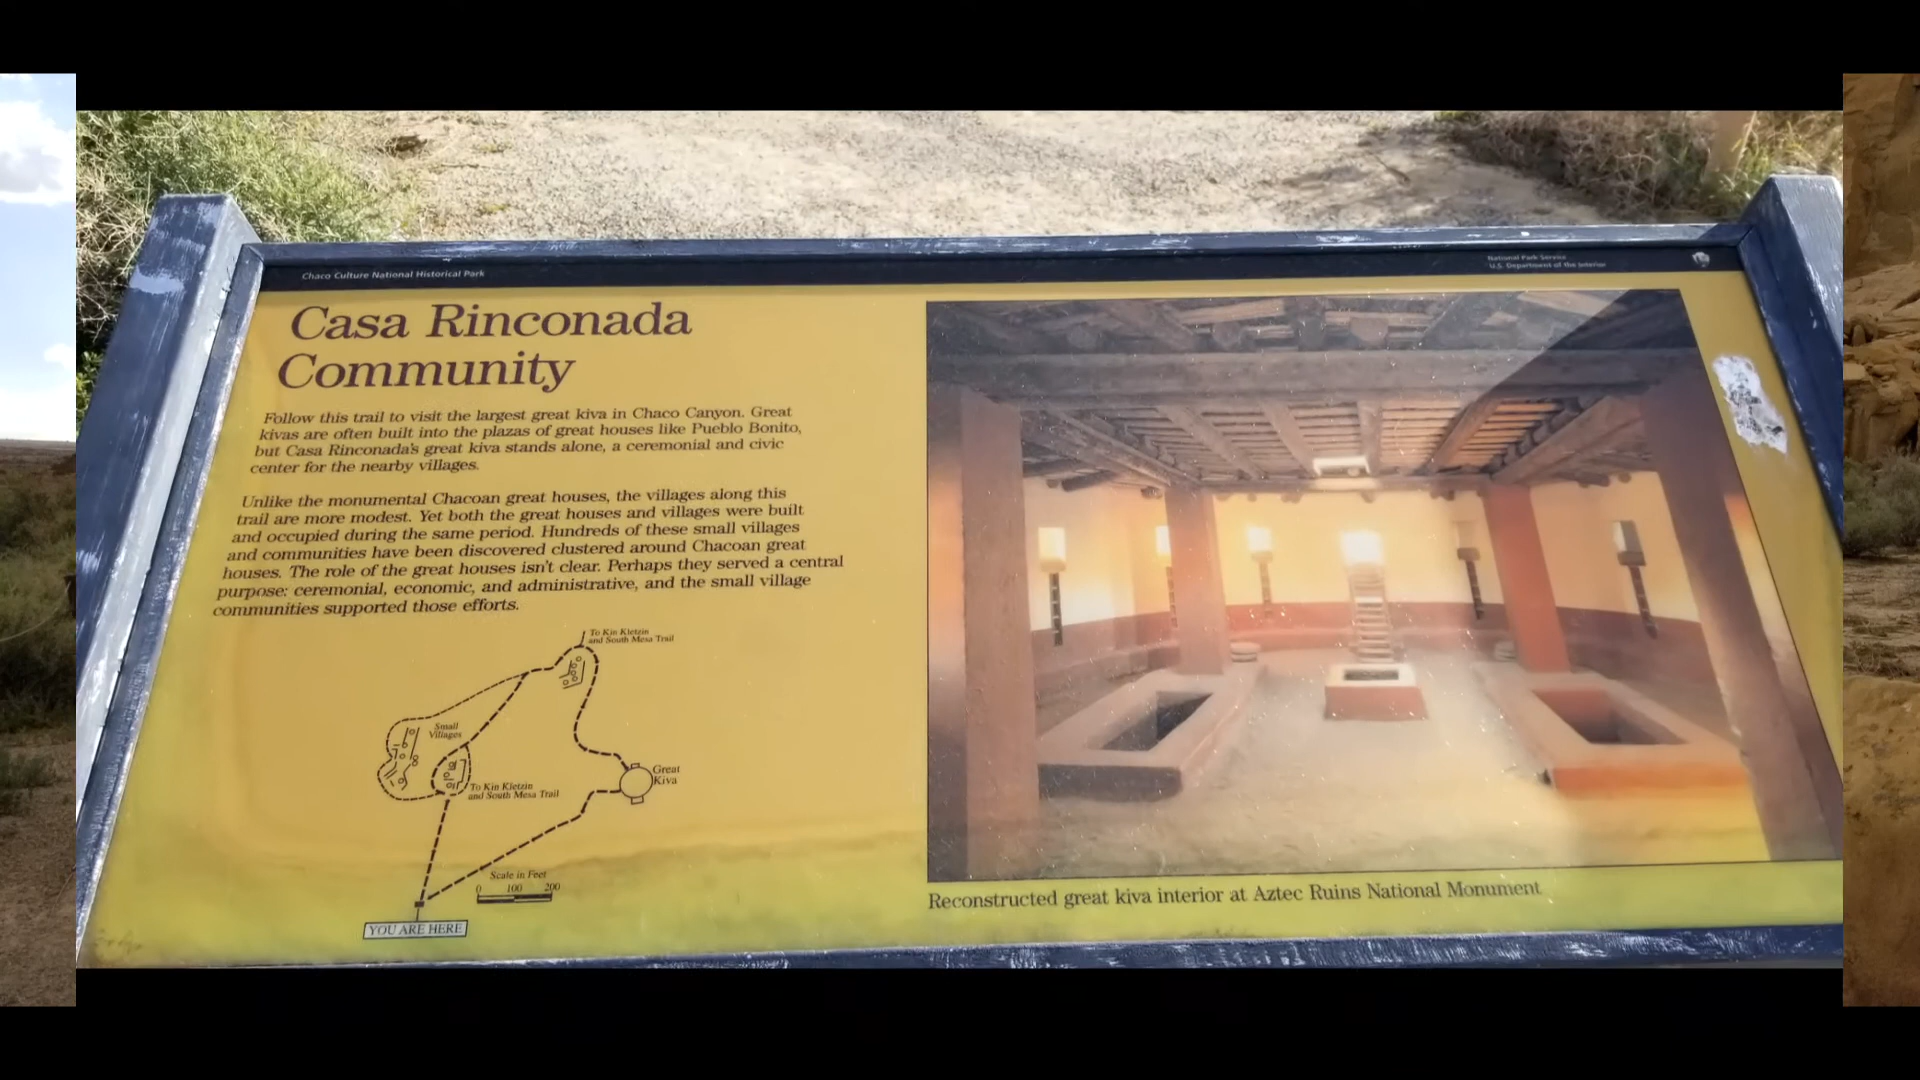 Chaco Culture National Historical Park
National Park Service
U.S. Department of the Interior
Casa Rinconada
Community
Follow this trail to visit the largest great kiva in Chaco Canyon. Great
kivas are often built into the plazas of great houses like Pueblo Bonito,
but Casa Rinconada's great kiva stands alone, a ceremonial and civic
center for the nearby villages.
Unlike the monumental Chacoan great houses, the villages along this
trail are more modest. Yet both the great houses and villages were built
and occupied during the same period. Hundreds of these small villages
and communities have been discovered clustered around Chacoan great
houses. The role of the great houses isn't clear. Perhaps they served a central
purpose: ceremonial, economic, and administrative, and the small village
communities supported those efforts.
To Kin Kletzin
and South Mesa Trail
Small
Villages
Great
Kiva
To Kin Kletzin
and South Mesa Trail
Scale in Feet
0 100 200
YOU ARE HERE
Reconstructed great kiva interior at Aztec Ruins National Monument